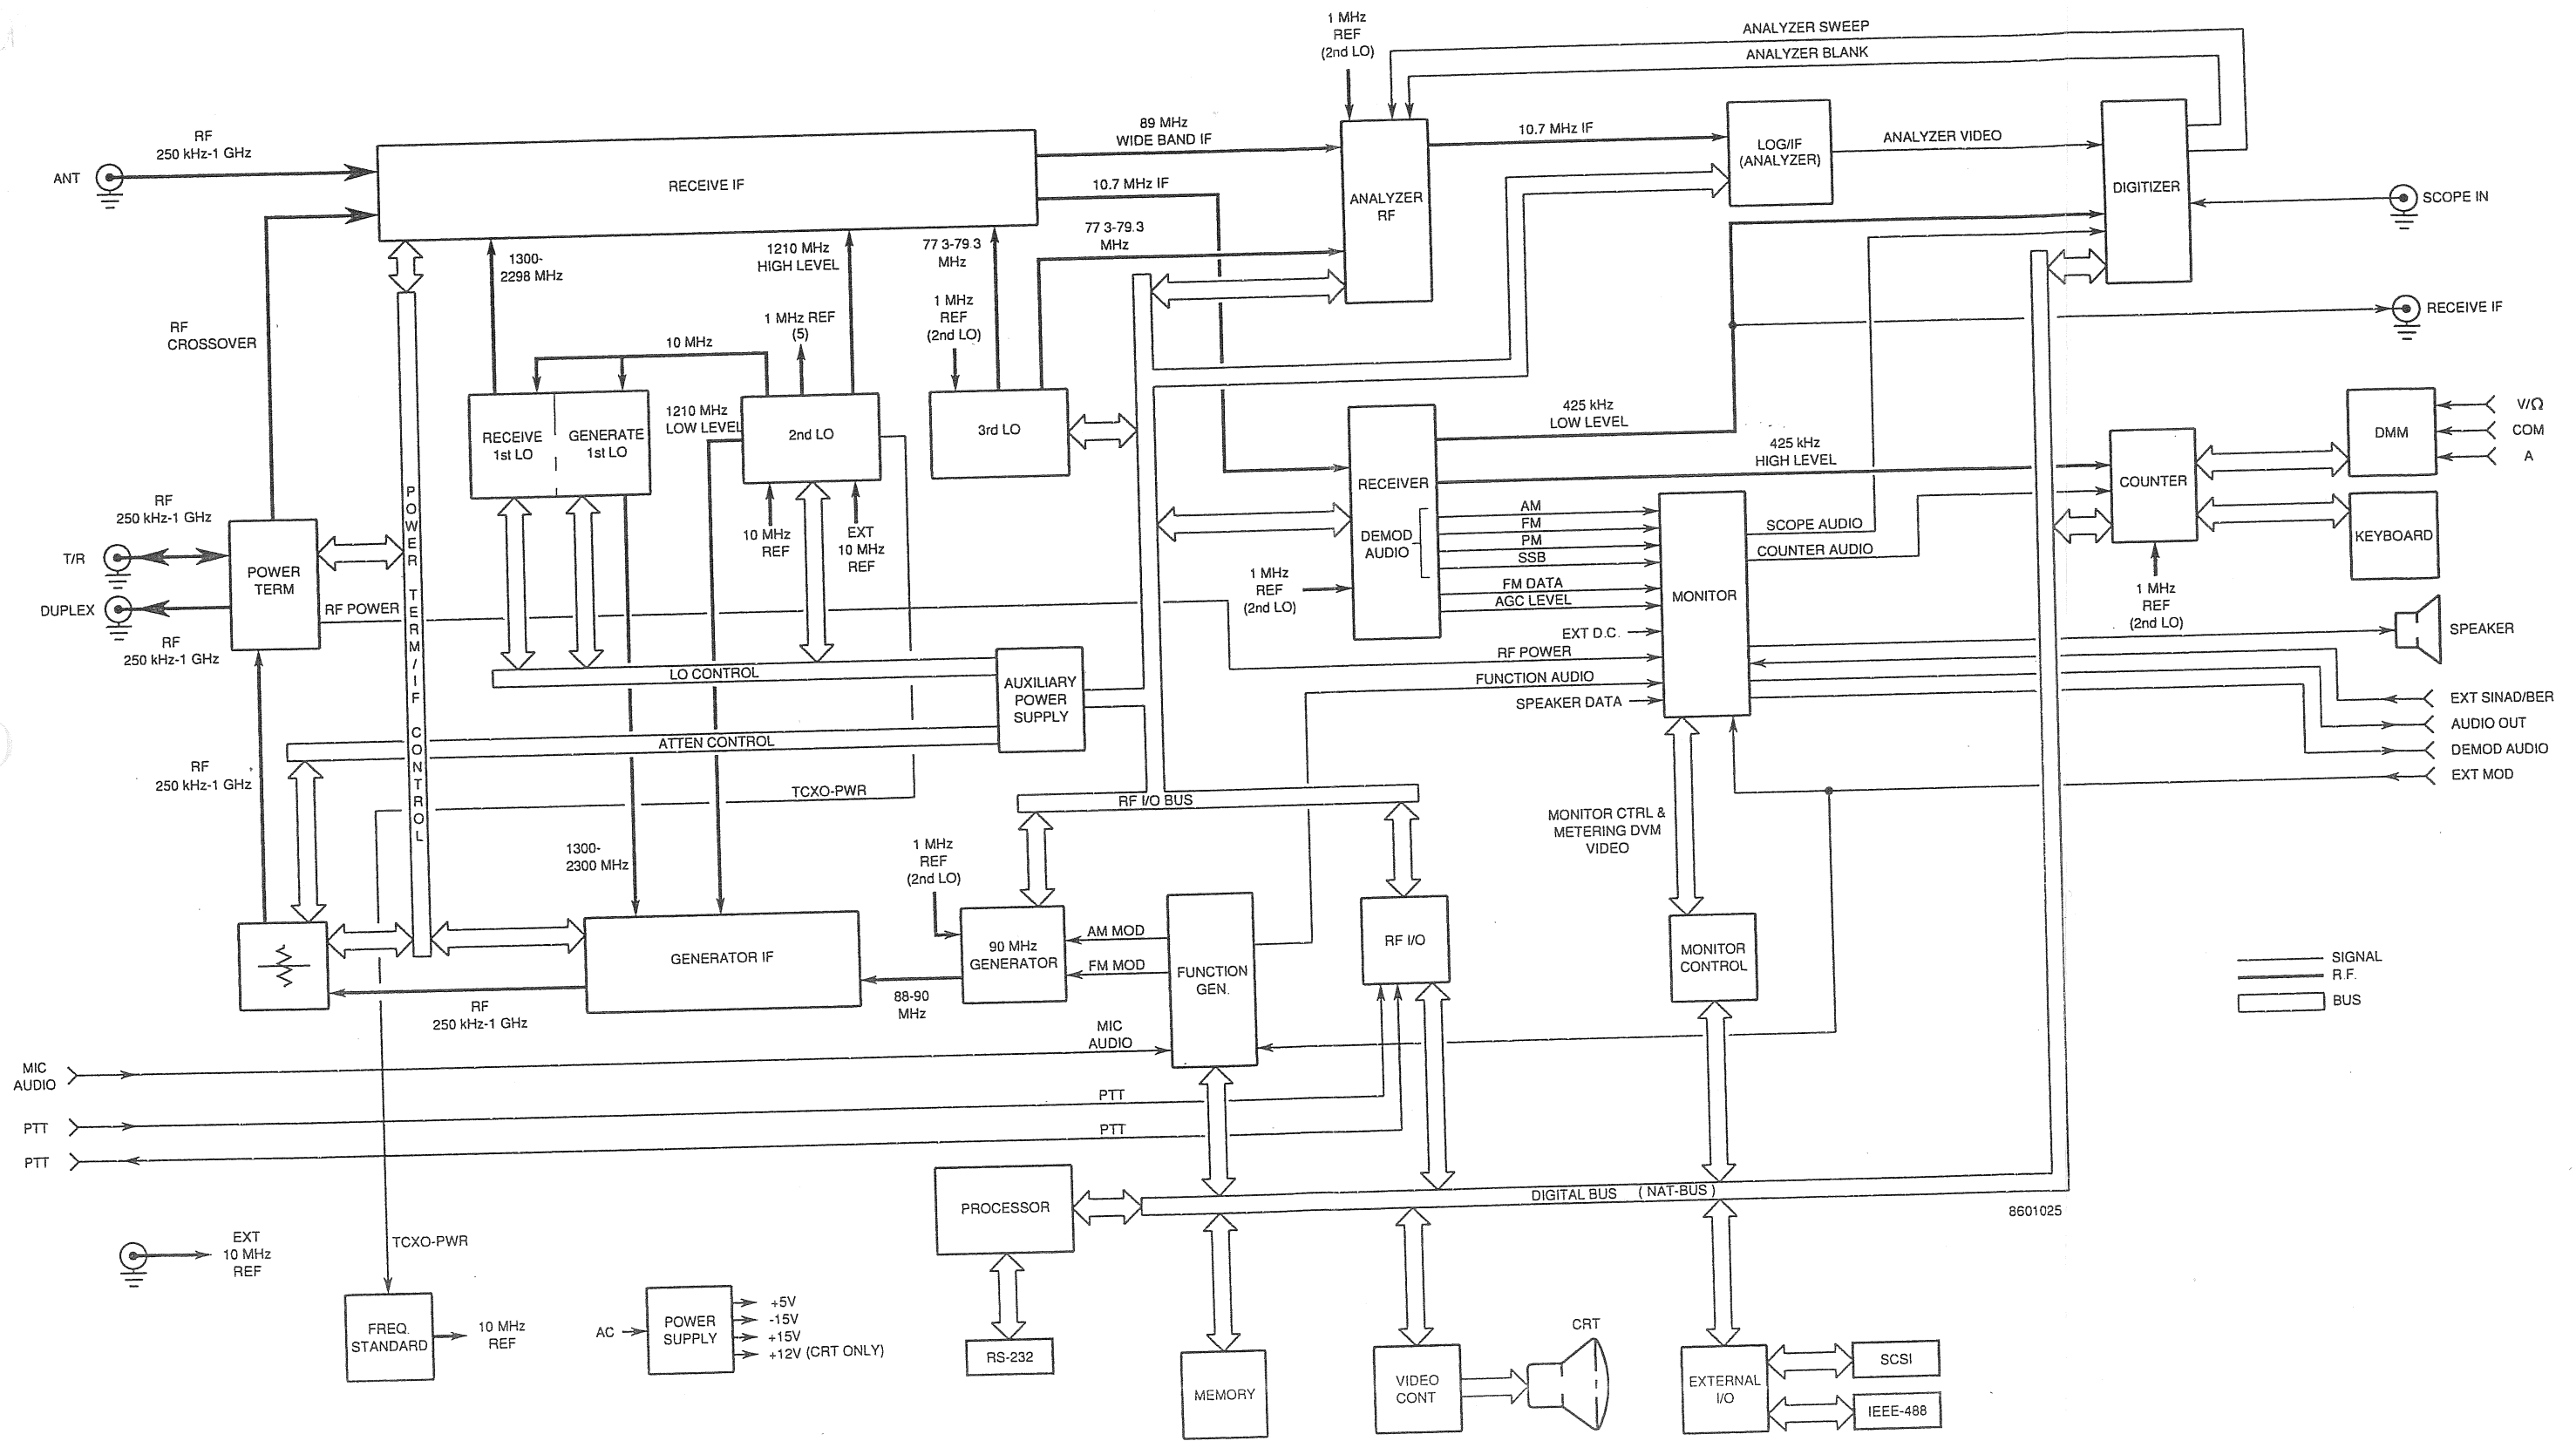 1 MHz
REF
(2nd LO)
ANALYZER SWEEP
ANALYZER BLANK
RF
250 kHz-1 GHz
ANT
RECEIVE IF
89 MHz
WIDE BAND IF
10.7 MHz IF
77 3-79.3
MHz
ANALYZER
RF
10.7 MHz IF
LOG/IF
(ANALYZER)
ANALYZER VIDEO
DIGITIZER
SCOPE IN
RECEIVE IF
RF
CROSSOVER
1300-
2298 MHz
1210 MHz
HIGH LEVEL
77 3-79 3
MHz
1 MHz REF
(5)
1 MHz
REF
(2nd LO)
10 MHz
RECEIVE
1st LO
GENERATE
1st LO
1210 MHz
LOW LEVEL
2nd LO
3rd LO
10 MHz
REF
EXT
10 MHz
REF
425 kHz
LOW LEVEL
425 kHz
HIGH LEVEL
RECEIVER
DEMOD
AUDIO
AM
FM
PM
SSB
FM DATA
AGC LEVEL
1 MHz
REF
(2nd LO)
EXT D.C.
RF POWER
FUNCTION AUDIO
SPEAKER DATA
MONITOR
SCOPE AUDIO
COUNTER AUDIO
COUNTER
1 MHz
REF
(2nd LO)
DMM
V/Ω
COM
A
KEYBOARD
SPEAKER
EXT SINAD/BER
AUDIO OUT
DEMOD AUDIO
EXT MOD
RF
250 kHz-1 GHz
T/R
DUPLEX
RF
250 kHz-1 GHz
POWER
TERM
RF POWER
POWER TERM/IF CONTROL
LO CONTROL
ATTEN CONTROL
AUXILIARY
POWER
SUPPLY
TCXO-PWR
RF I/O BUS
RF
250 kHz-1 GHz
1300-
2300 MHz
1 MHz
REF
(2nd LO)
GENERATOR IF
RF
250 kHz-1 GHz
88-90
MHz
90 MHz
GENERATOR
AM MOD
FM MOD
FUNCTION
GEN.
RF I/O
MONITOR CTRL &
METERING DVM
VIDEO
MONITOR
CONTROL
SIGNAL
R.F.
BUS
MIC
AUDIO
MIC
AUDIO
PTT
PTT
PTT
PTT
PROCESSOR
DIGITAL BUS ( NAT-BUS )
8601025
EXT
10 MHz
REF
TCXO-PWR
FREQ.
STANDARD
10 MHz
REF
AC
POWER
SUPPLY
+5V
-15V
+15V
+12V (CRT ONLY)
RS-232
MEMORY
VIDEO
CONT
CRT
EXTERNAL
I/O
SCSI
IEEE-488